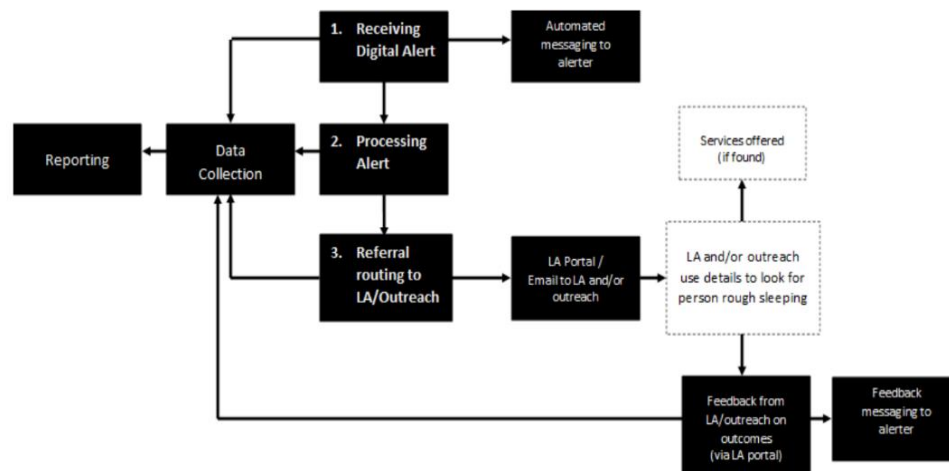 1. Receiving
Digital Alert
Automated
messaging to
alerter
Reporting
Data
Collection
2. Processing
Alert
Services offered
(if found)
3. Referral
routing to
LA/Outreach
LA Portal /
Email to LA and/or
outreach
LA and/or outreach
use details to look for
person rough sleeping
Feedback from
LA/outreach on
outcomes
(via LA portal)
Feedback
messaging to
alerter